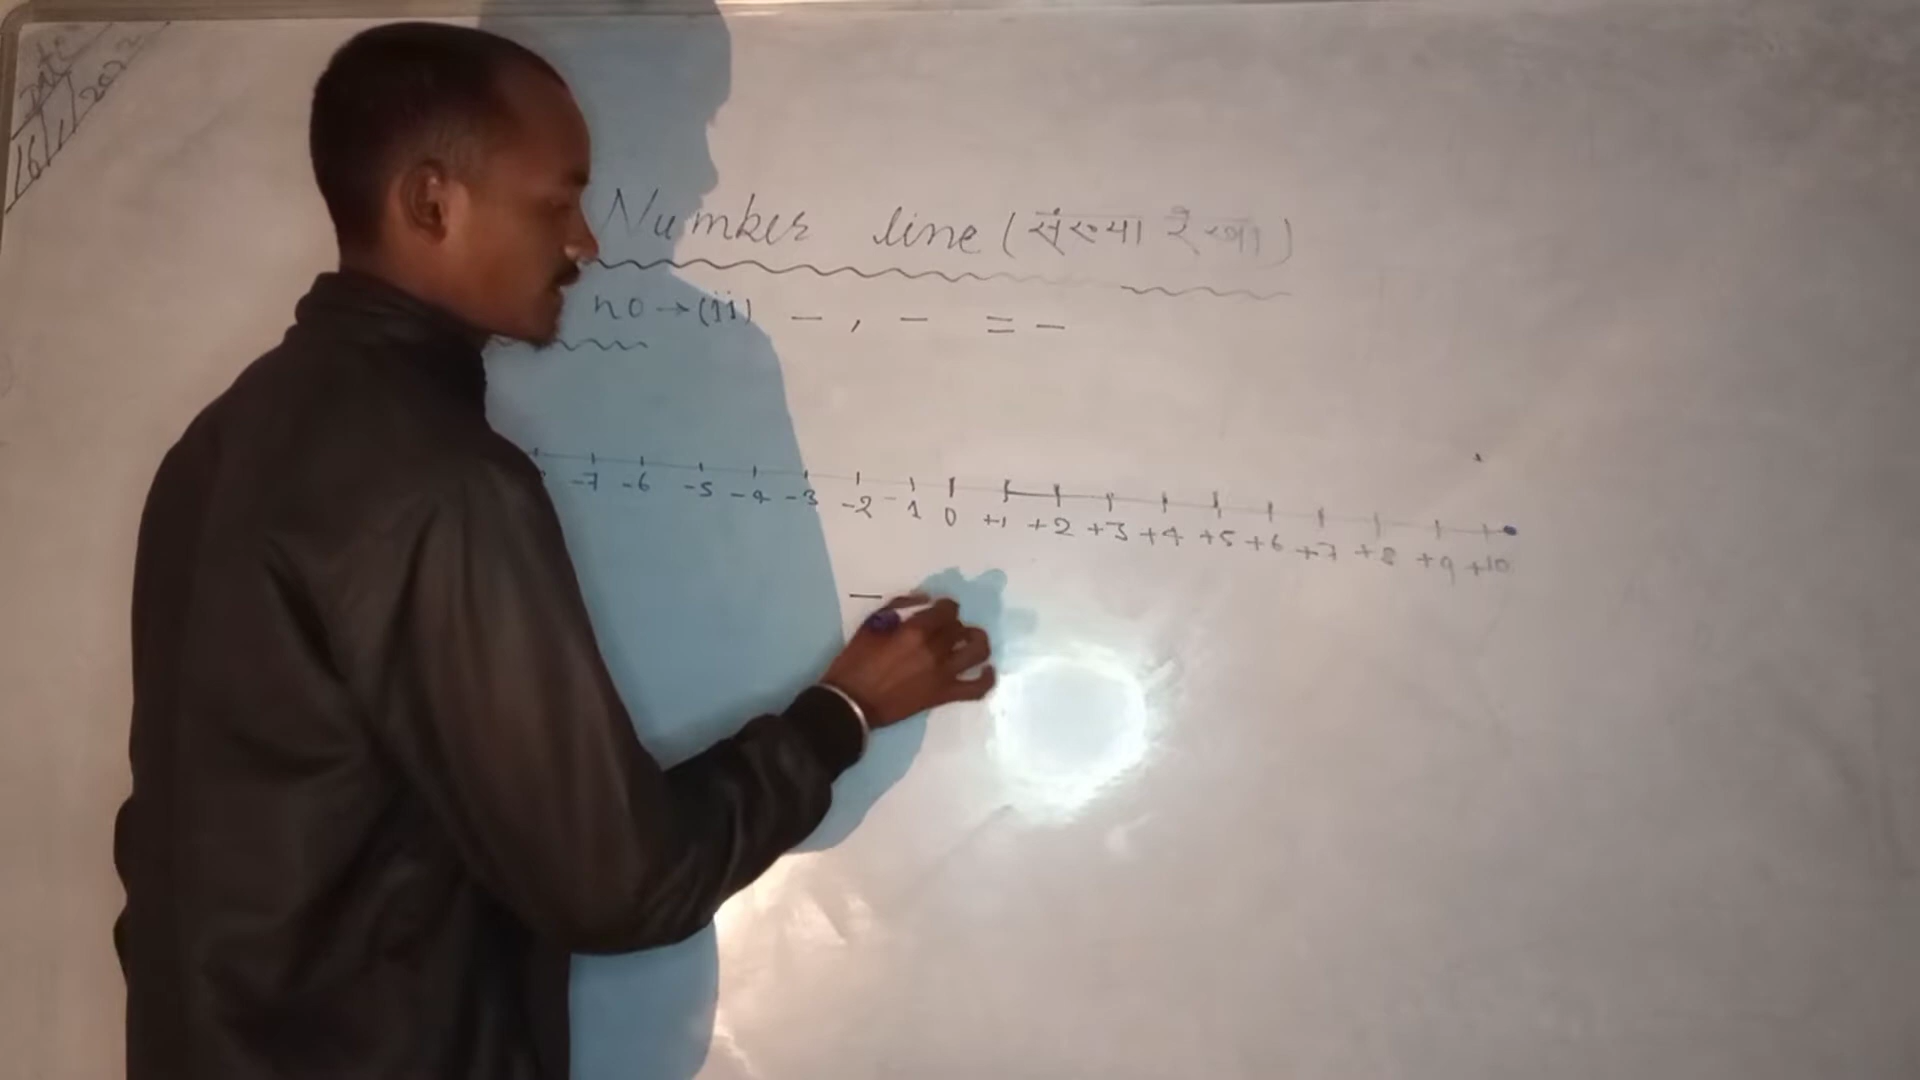 Date
16/1/202
Number line (संख्या रेखा)
no → (ii) − , − = −
-7 -6 -5 -4 -3 -2 -1 0 +1 +2 +3 +4 +5 +6 +7 +8 +9 +10
−